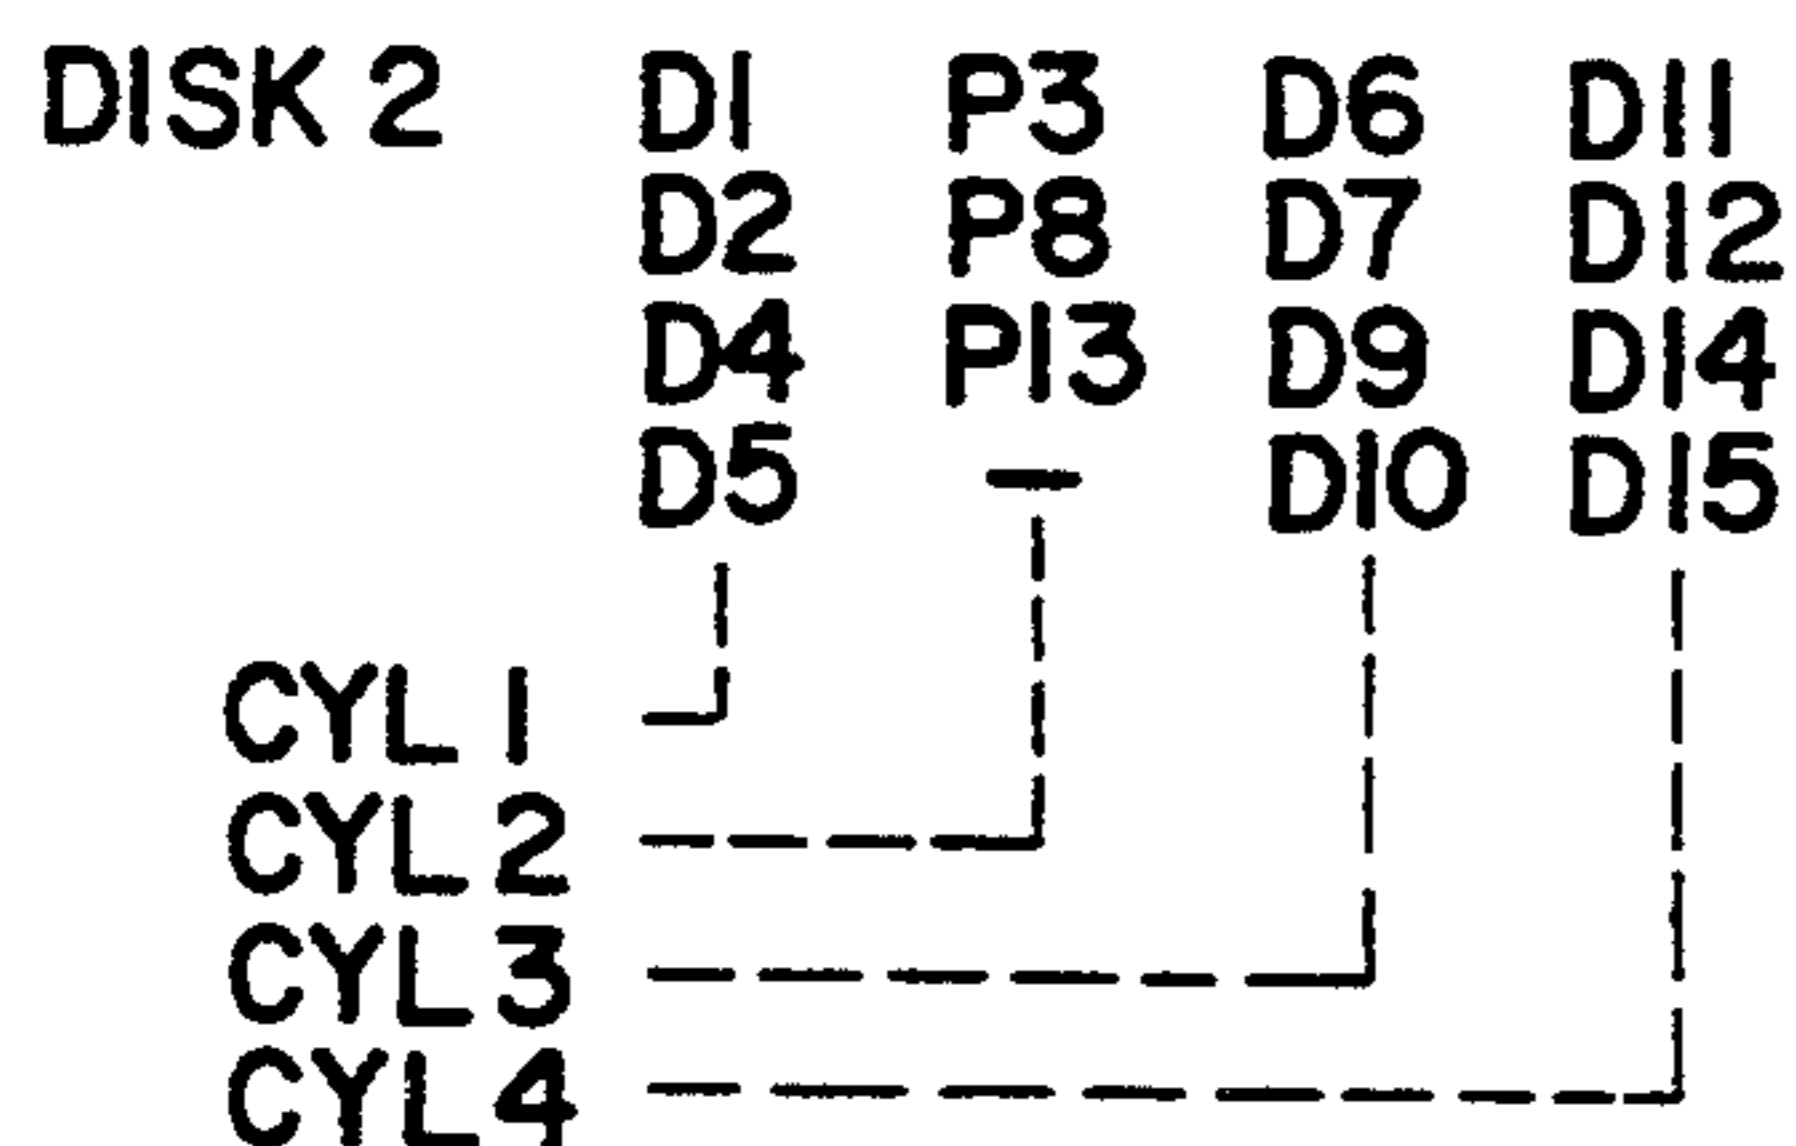 DISK 2 D1 P3 D6 D11
D2 P8 D7 D12
D4 P13 D9 D14
D5 — D10 D15
CYL 1
CYL 2
CYL 3
CYL 4